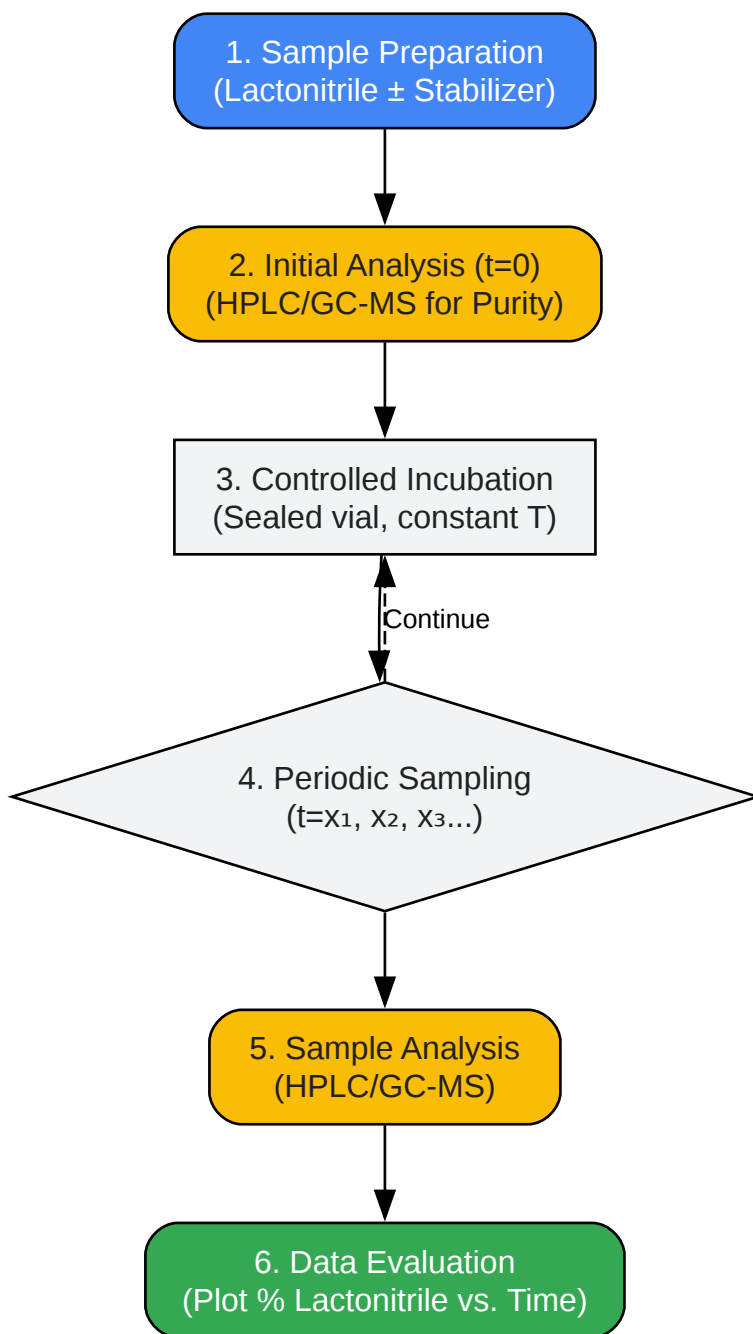 1. Sample Preparation
(Lactonitrile ± Stabilizer)
2. Initial Analysis (t=0)
(HPLC/GC-MS for Purity)
3. Controlled Incubation
(Sealed vial, constant T)
Continue
4. Periodic Sampling
(t=x₁, x₂, x₃...)
5. Sample Analysis
(HPLC/GC-MS)
6. Data Evaluation
(Plot % Lactonitrile vs. Time)